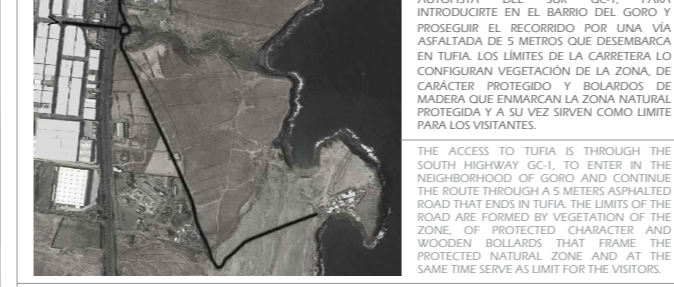 AUTOPISTA DEL SUR GC-1, PARA
INTRODUCIRTE EN EL BARRIO DEL GORO Y
PROSEGUIR EL RECORRIDO POR UNA VÍA
ASFALTADA DE 5 METROS QUE DESEMBARCA
EN TUFIA. LOS LÍMITES DE LA CARRETERA LO
CONFIGURAN VEGETACIÓN DE LA ZONA, DE
CARÁCTER PROTEGIDO Y BOLARDOS DE
MADERA QUE ENMARCAN LA ZONA NATURAL
PROTEGIDA Y A SU VEZ SIRVEN COMO LIMITE
PARA LOS VISITANTES.
THE ACCESS TO TUFIA IS THROUGH THE
SOUTH HIGHWAY GC-1, TO ENTER IN THE
NEIGHBORHOOD OF GORO AND CONTINUE
THE ROUTE THROUGH A 5 METERS ASPHALTED
ROAD THAT ENDS IN TUFIA. THE LIMITS OF THE
ROAD ARE FORMED BY VEGETATION OF THE
ZONE, OF PROTECTED CHARACTER AND
WOODEN BOLLARDS THAT FRAME THE
PROTECTED NATURAL ZONE AND AT THE
SAME TIME SERVE AS LIMIT FOR THE VISITORS.